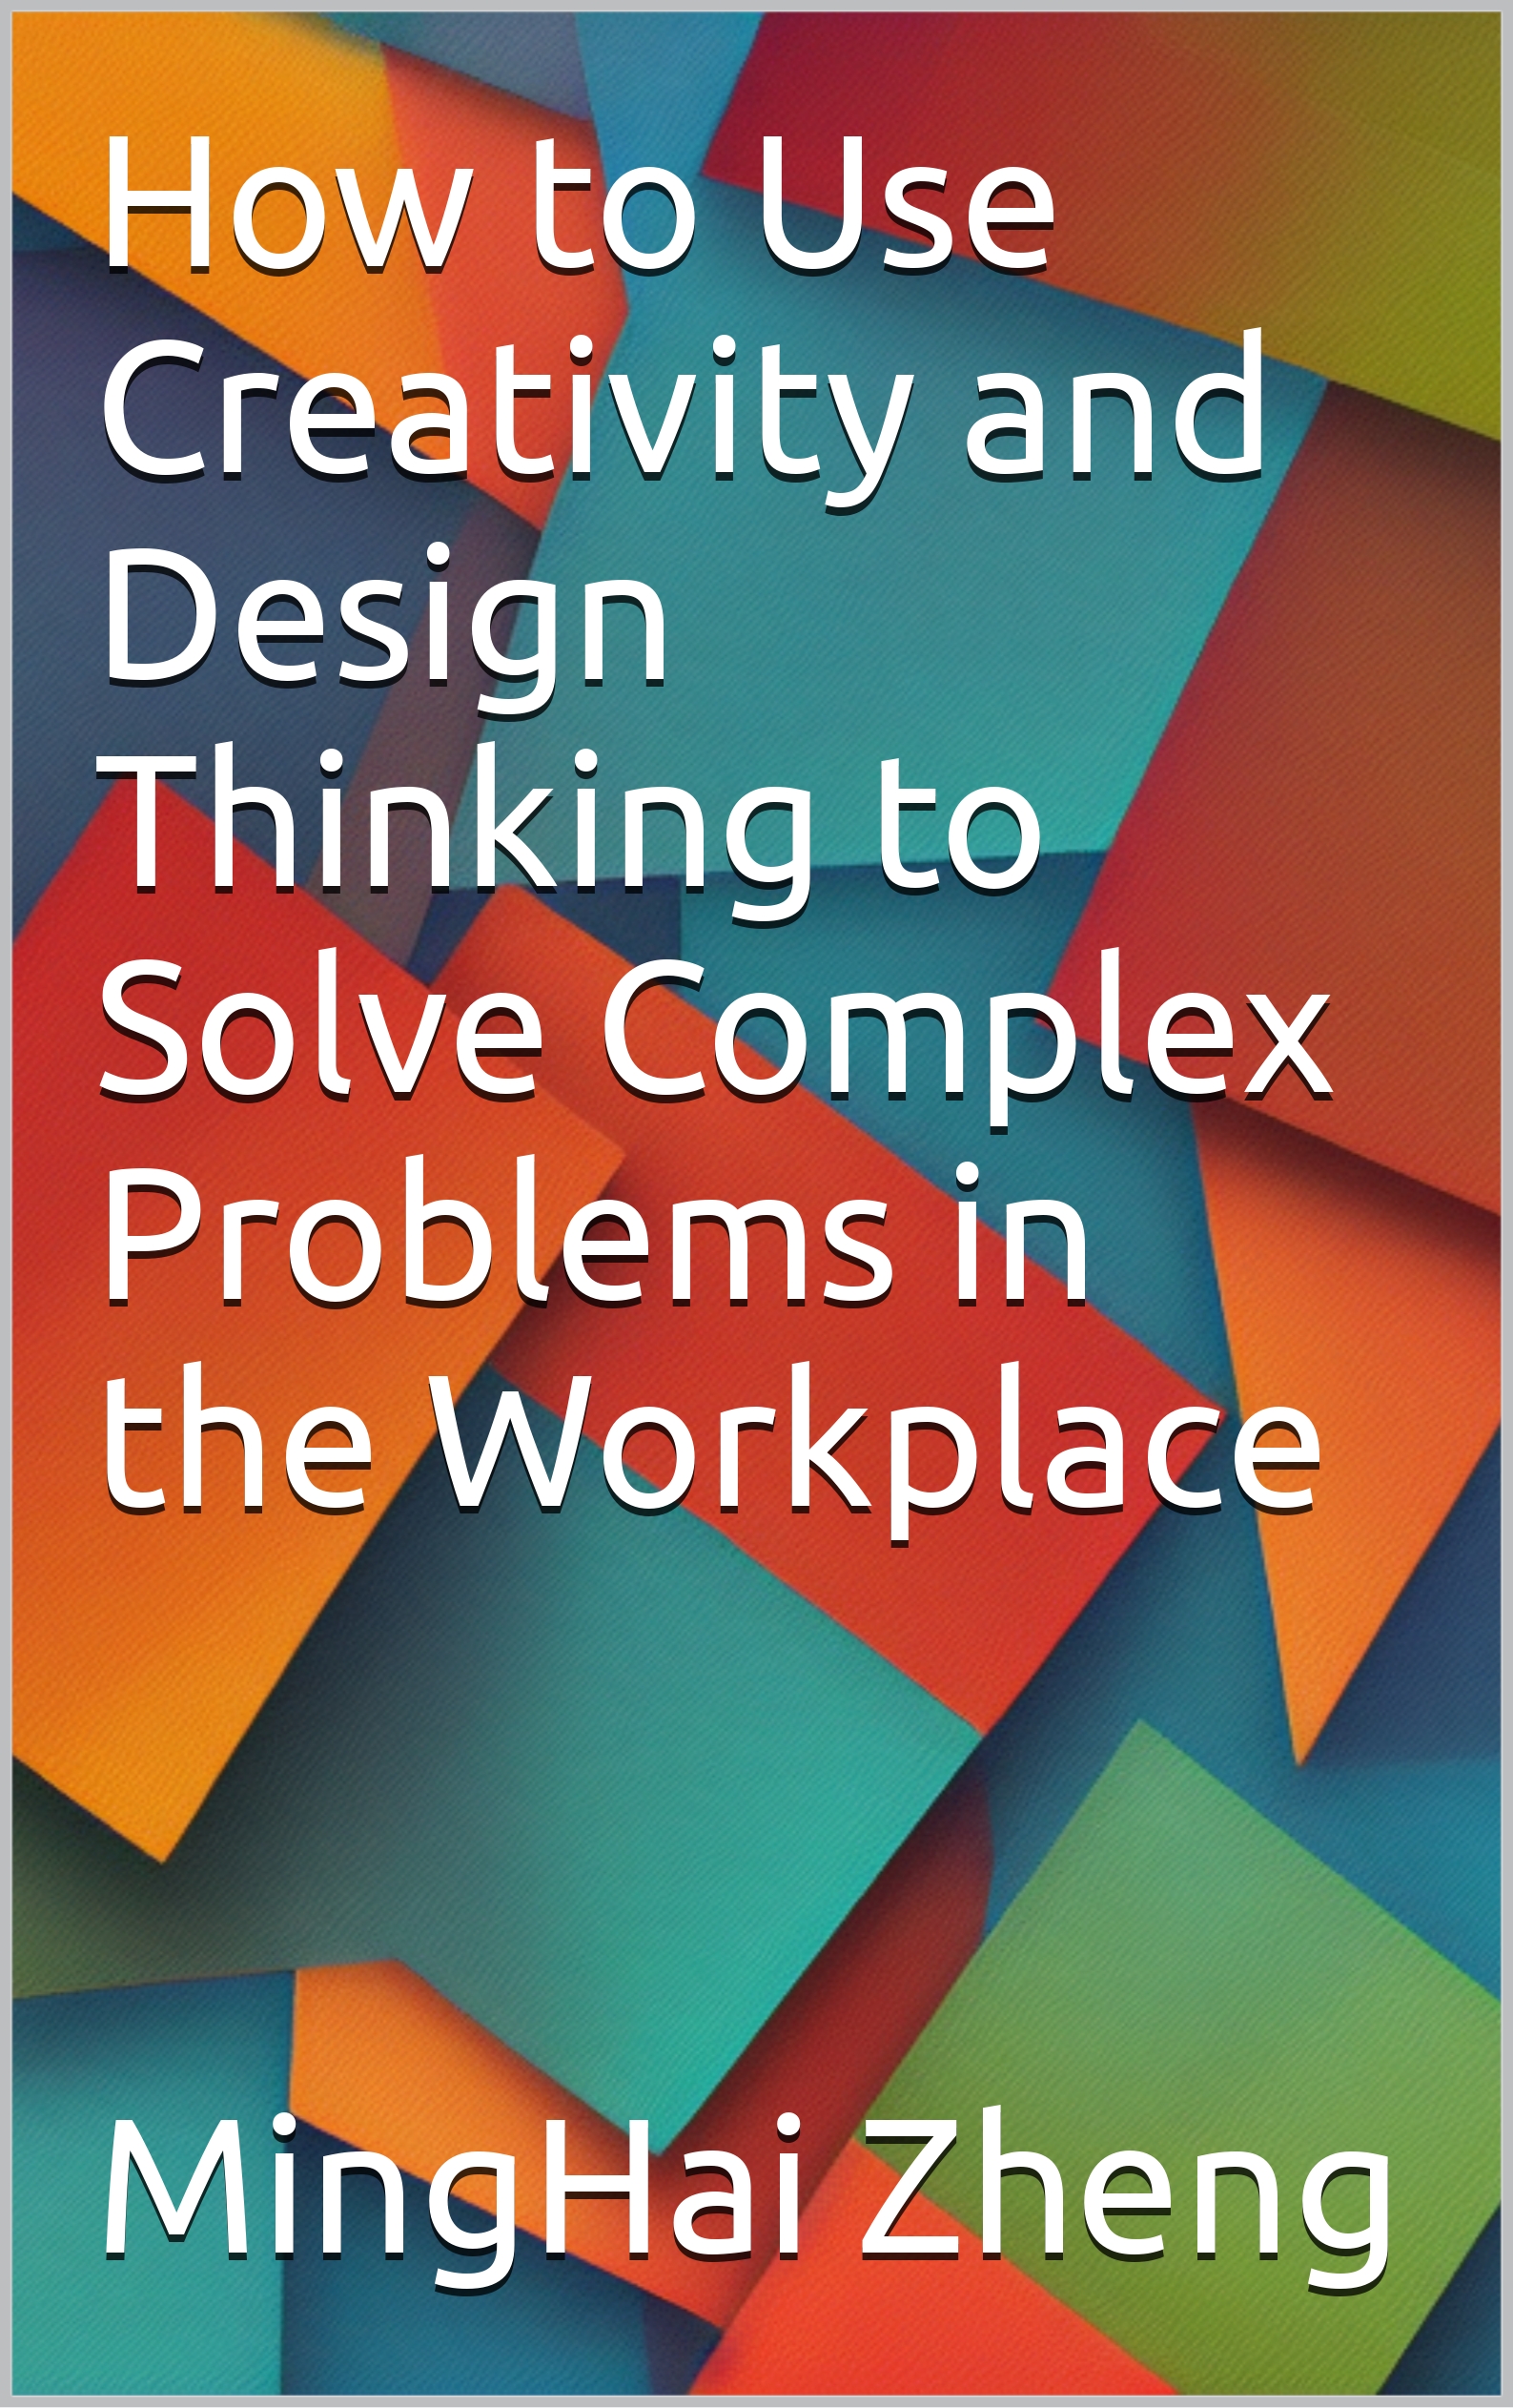 How to Use
Creativity and
Design
Thinking to
Solve Complex
Problems in
the Workplace
MingHai Zheng